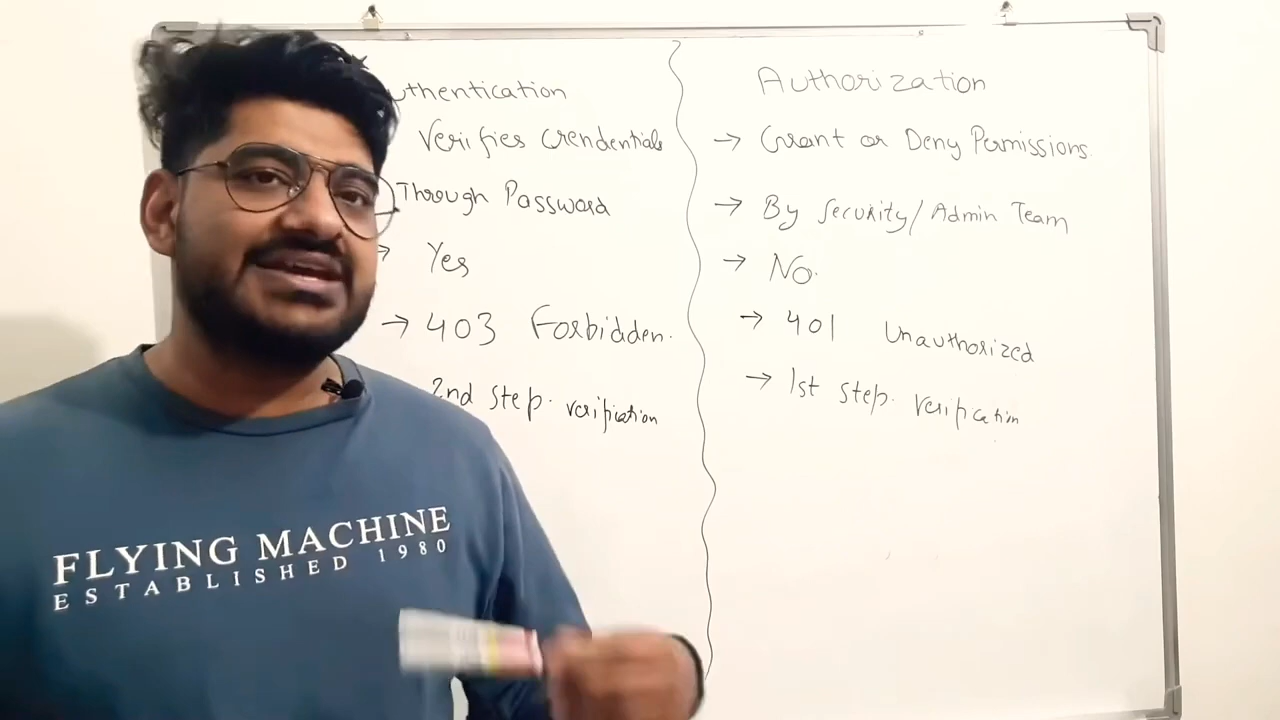 uthentication
Verifies Crendentials
Through Password
Yes
→ 403 Forbidden.
2nd Step. verification
Authorization
→ Grant or Deny Permissions.
→ By Security/Admin Team
→ No.
→ 401 Unauthorized
→ 1st step. verification
FLYING MACHINE
ESTABLISHED 1980